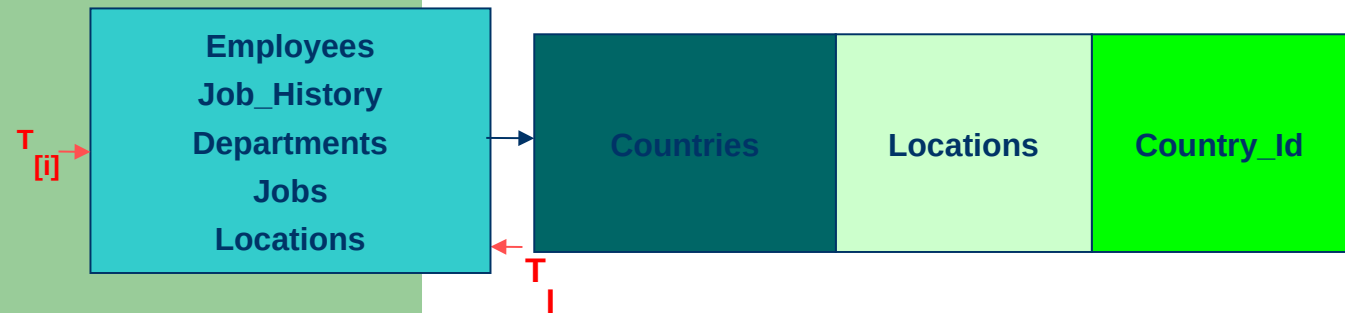 Employees
Job_History
Departments
Jobs
Locations
T
[i]
Countries
Locations
Country_Id
T
l